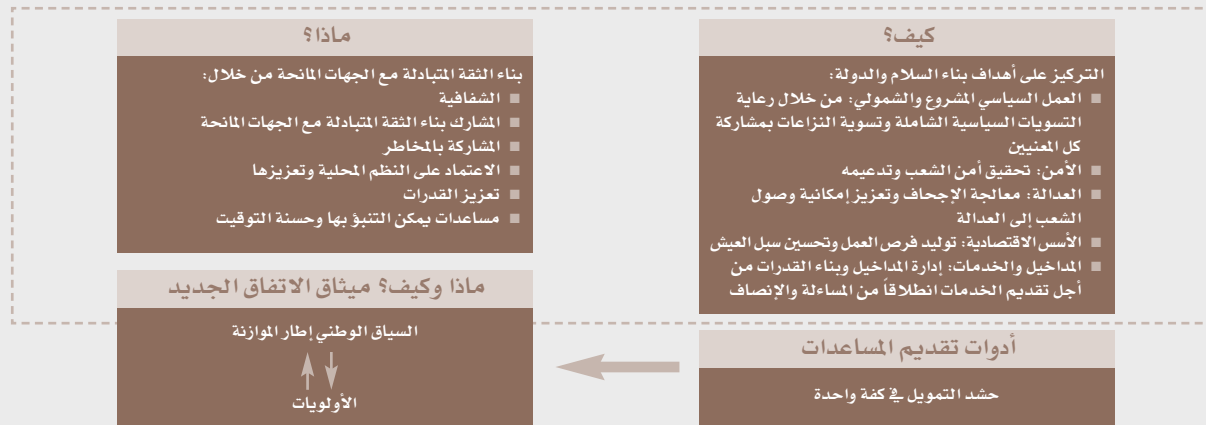 كيف؟
التركيز على أهداف بناء السلام والدولة:
■ العمل السياسي المشروع والشمولي: من خلال رعاية
التسويات السياسية الشاملة وتسوية النزاعات بمشاركة
كل المعنيين
■ الأمن: تحقيق أمن الشعب وتدعيمه
■ العدالة: معالجة الإجحاف وتعزيز إمكانية وصول
الشعب إلى العدالة
■ الأسس الاقتصادية: توليد فرص العمل وتحسين سبل العيش
■ المداخيل والخدمات: إدارة المداخيل وبناء القدرات من
أجل تقديم الخدمات انطلاقاً من المساءلة والإنصاف
ماذا؟
بناء الثقة المتبادلة مع الجهات المانحة من خلال:
■ الشفافية
■ المشارك بناء الثقة المتبادلة مع الجهات المانحة
■ المشاركة بالمخاطر
■ الاعتماد على النظم المحلية وتعزيزها
■ تعزيز القدرات
■ مساعدات يمكن التنبؤ بها وحسنة التوقيت
أدوات تقديم المساعدات
حشد التمويل في كفة واحدة
ماذا وكيف؟ ميثاق الاتفاق الجديد
السياق الوطني إطار الموازنة
الأولويات